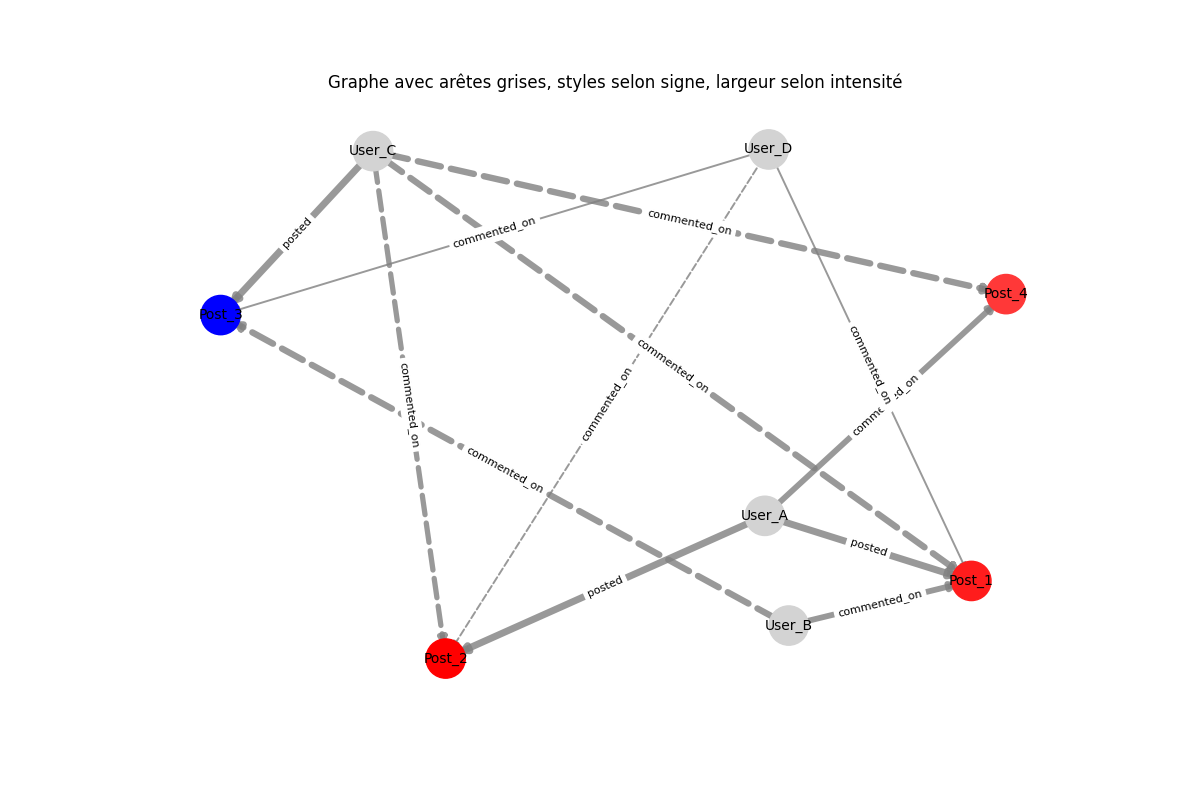 Graphe avec arêtes grises, styles selon signe, largeur selon intensité
User_C
User_D
commented_on
posted
commented_on
Post_4
Post_3
commented_on
commented_on
commented_on
commented_on
commented_on
User_A
posted
Post_1
posted
commented_on
User_B
Post_2